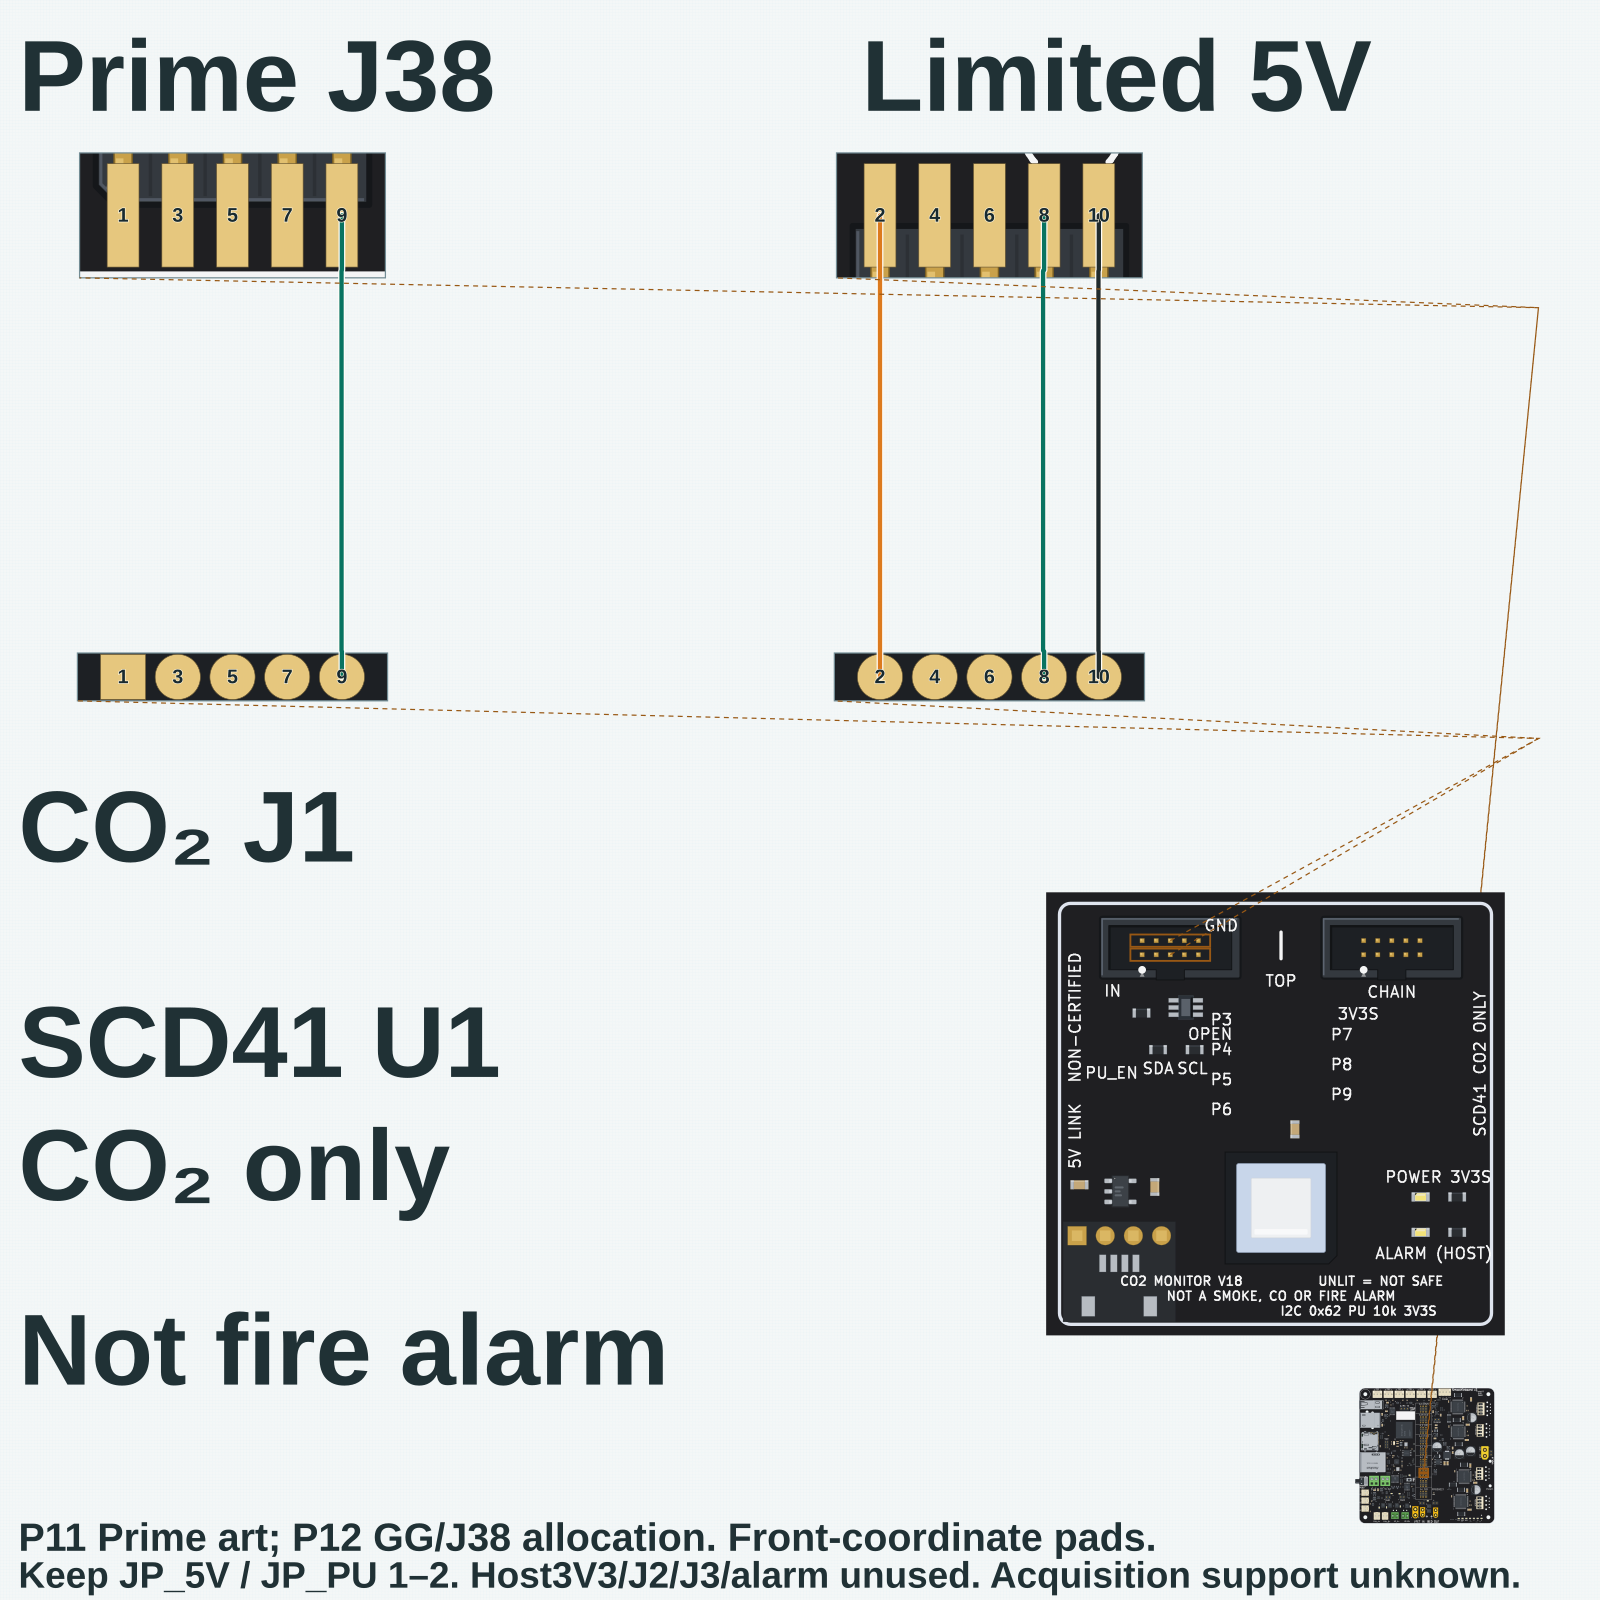 Prime J38
Limited 5V
1 3 5 7 9
2 4 6 8 10
1 3 5 7 9
2 4 6 8 10
CO₂ J1
SCD41 U1
CO₂ only
Not fire alarm
GND
IN
TOP
CHAIN
3V3S
P3
OPEN
P4
P5
P6
P7
P8
P9
PU_EN
SDA
SCL
5V LINK
NON-CERTIFIED
SCD41 CO2 ONLY
POWER 3V3S
ALARM (HOST)
CO2 MONITOR V18
UNLIT = NOT SAFE
NOT A SMOKE, CO OR FIRE ALARM
I2C 0x62 PU 10k 3V3S
P11 Prime art; P12 GG/J38 allocation. Front-coordinate pads.
Keep JP_5V / JP_PU 1–2. Host3V3/J2/J3/alarm unused. Acquisition support unknown.